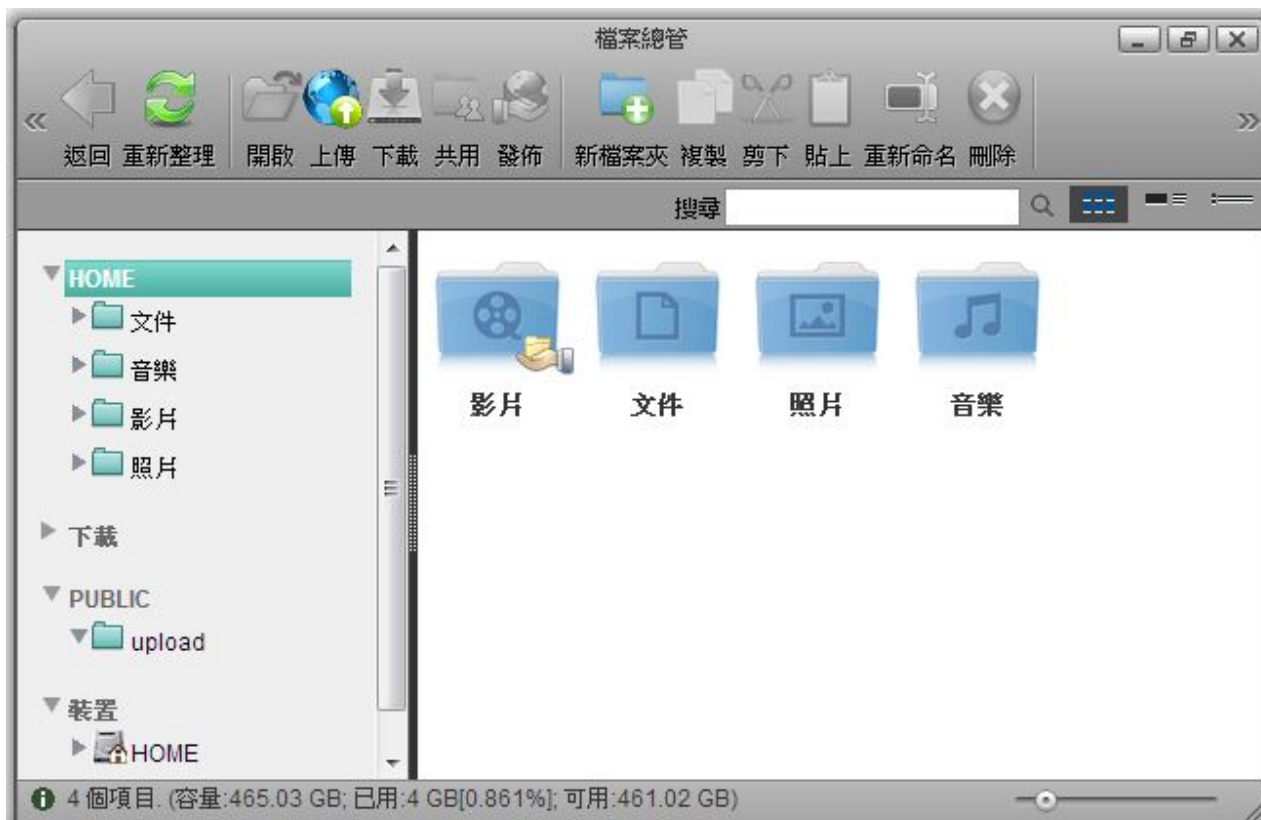 檔案總管
返回 重新整理 開啟 上傳 下載 共用 發佈 新檔案夾 複製 剪下 貼上 重新命名 刪除
搜尋
HOME
文件
音樂
影片
照片
下載
PUBLIC
upload
裝置
HOME
影片 文件 照片 音樂
4 個項目. (容量:465.03 GB; 已用:4 GB[0.861%]; 可用:461.02 GB)